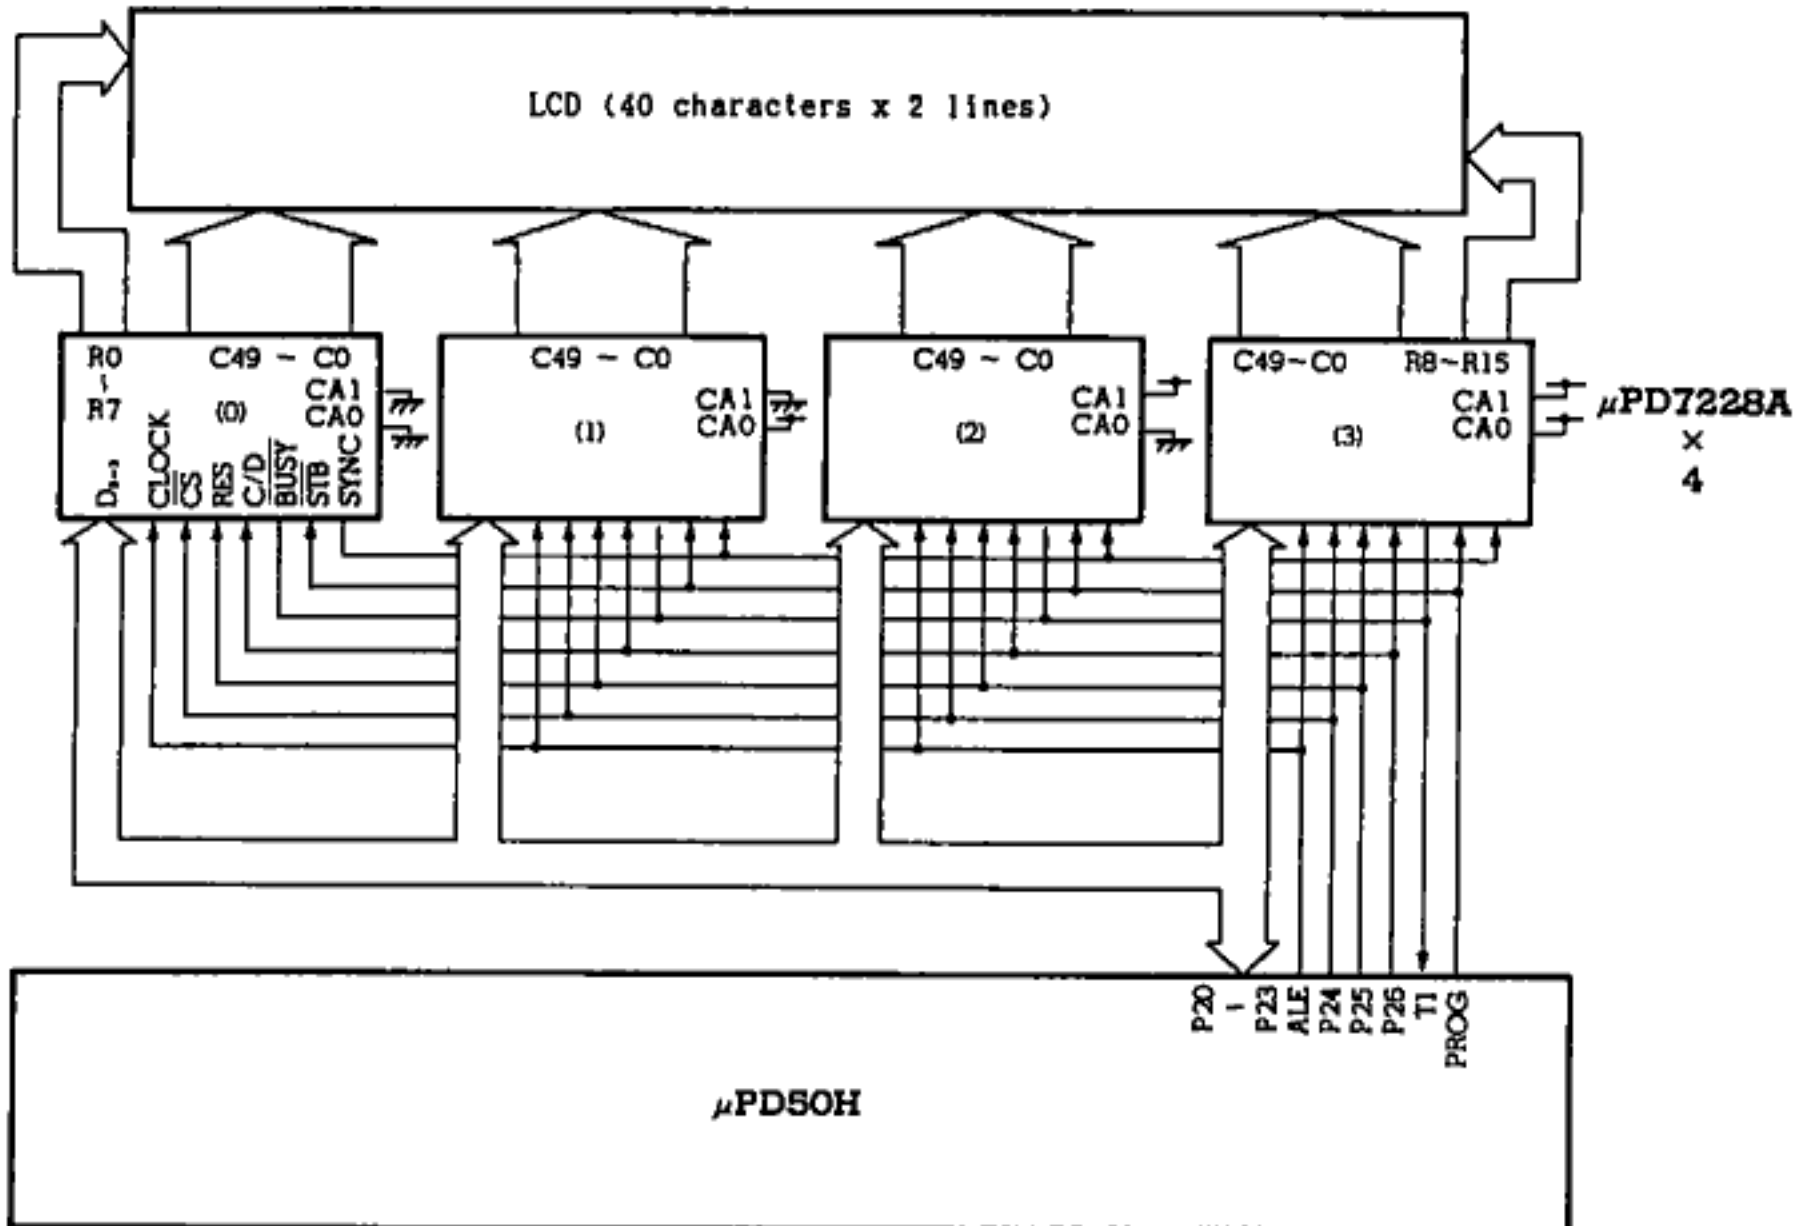 LCD (40 characters x 2 lines)
R0
~
R7
C49 ~ C0
CA1
CA0
(0)
CLOCK
CS
RES
C/D
BUSY
STB
SYNC
C49 ~ C0
CA1
CA0
(1)
C49 ~ C0
CA1
CA0
(2)
C49~C0
R8~R15
CA1
CA0
(3)
μPD7228A
×
4
P20
~
P23
ALE
P24
P25
P26
T1
PROG
μPD50H